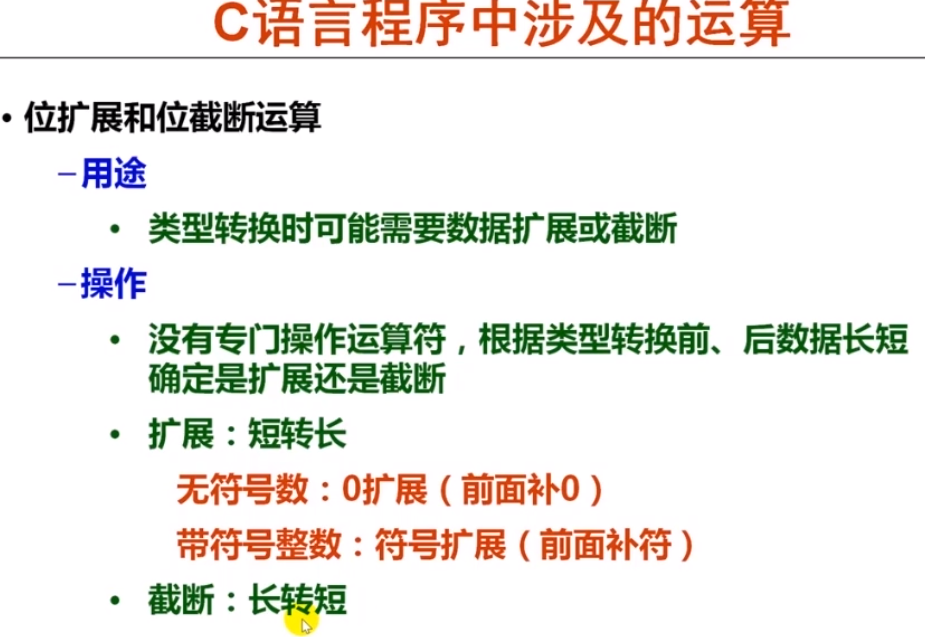 C语言程序中涉及的运算
• 位扩展和位截断运算
–用途
• 类型转换时可能需要数据扩展或截断
–操作
• 没有专门操作运算符，根据类型转换前、后数据长短
确定是扩展还是截断
• 扩展：短转长
无符号数：0扩展（前面补0）
带符号整数：符号扩展（前面补符）
• 截断：长转短